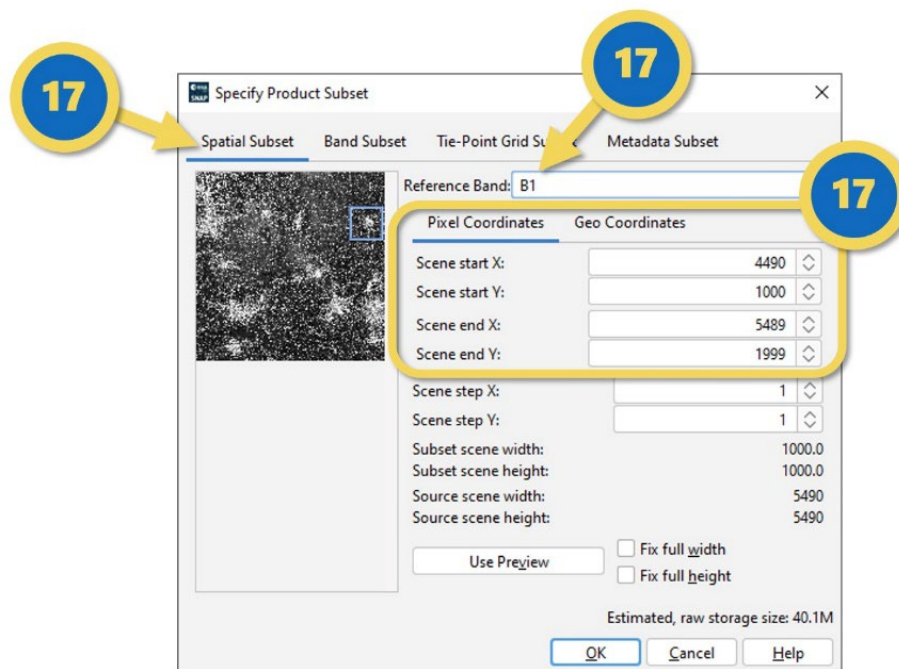 17
17
esa
SNAP
Specify Product Subset
Spatial Subset Band Subset Tie-Point Grid Su Metadata Subset
Reference Band: B1
17
Pixel Coordinates Geo Coordinates
Scene start X: 4490
Scene start Y: 1000
Scene end X: 5489
Scene end Y: 1999
Scene step X: 1
Scene step Y: 1
Subset scene width: 1000.0
Subset scene height: 1000.0
Source scene width: 5490
Source scene height: 5490
Use Preview
Fix full width
Fix full height
Estimated, raw storage size: 40.1M
OK Cancel Help